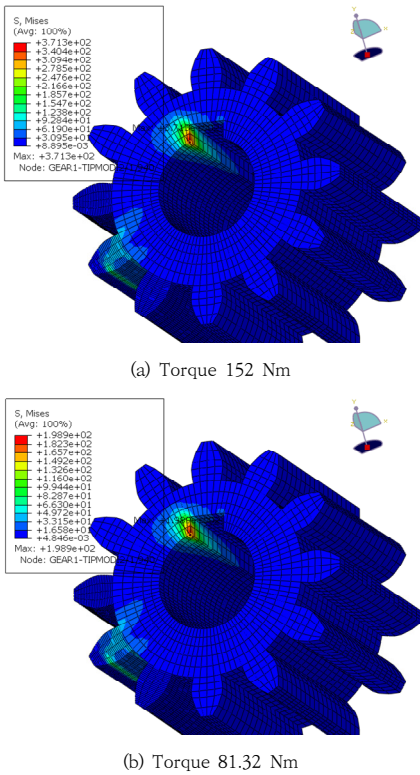 S, Mises
(Avg: 100%)
+3.713e+02
+3.404e+02
+3.094e+02
+2.785e+02
+2.476e+02
+2.166e+02
+1.857e+02
+1.547e+02
+1.238e+02
+9.284e+01
+6.190e+01
+3.095e+01
+8.895e-03
Max: +3.713e+02
Node: GEAR1-TIPMOD
(a) Torque 152 Nm
S, Mises
(Avg: 100%)
+1.989e+02
+1.823e+02
+1.657e+02
+1.492e+02
+1.326e+02
+1.160e+02
+9.944e+01
+8.287e+01
+6.630e+01
+4.972e+01
+3.315e+01
+1.658e+01
+4.846e-03
Max: +1.989e+02
Node: GEAR1-TIPMOD
(b) Torque 81.32 Nm